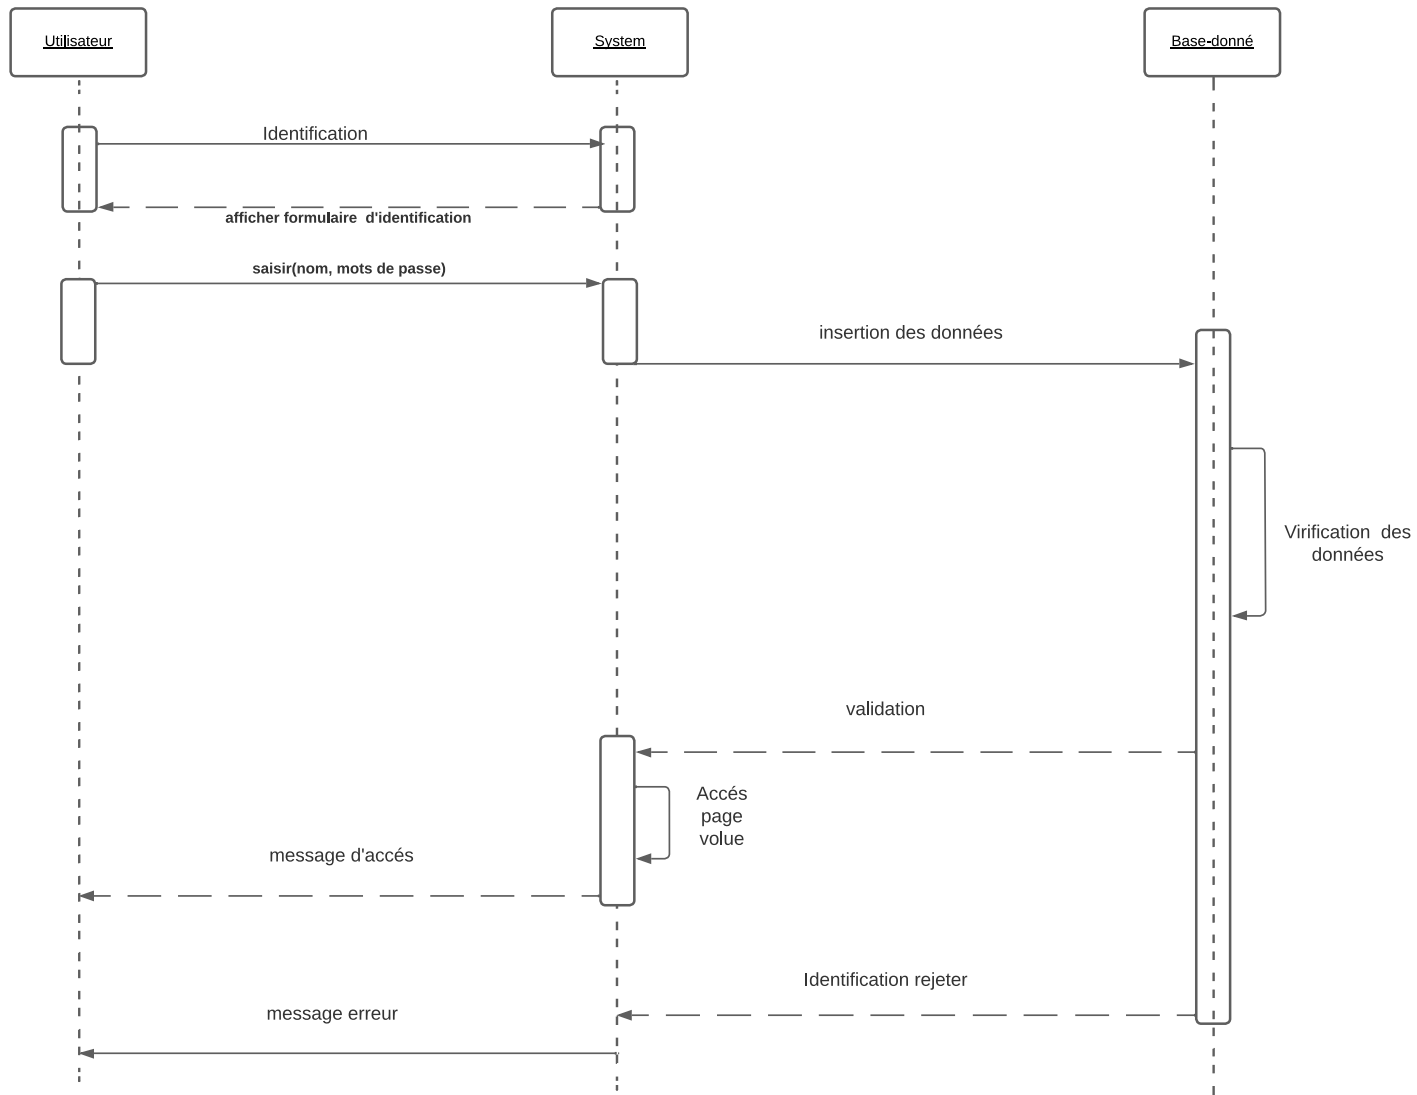 Utilisateur
System
Base-donné
Identification
afficher formulaire d'identification
saisir(nom, mots de passe)
insertion des données
Virification des
données
validation
Accés
page
volue
message d'accés
Identification rejeter
message erreur